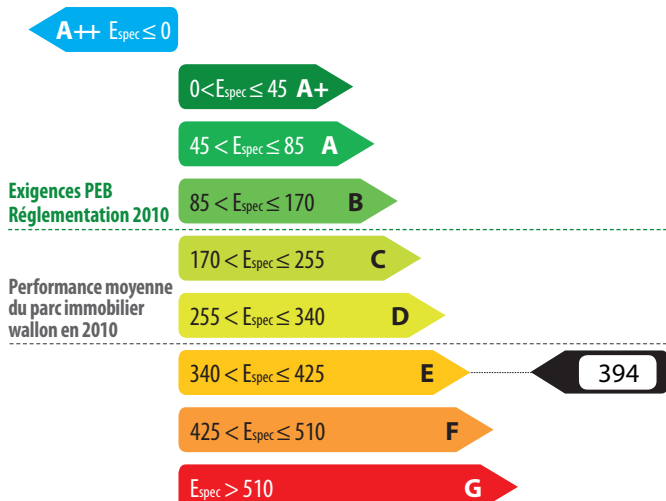 A++ Espec ≤ 0
0<Espec ≤ 45 A+
45 < Espec ≤ 85 A
Exigences PEB
Réglementation 2010
85 < Espec ≤ 170 B
170 < Espec ≤ 255 C
Performance moyenne
du parc immobilier
wallon en 2010
255 < Espec ≤ 340 D
340 < Espec ≤ 425 E
394
425 < Espec ≤ 510 F
Espec > 510 G